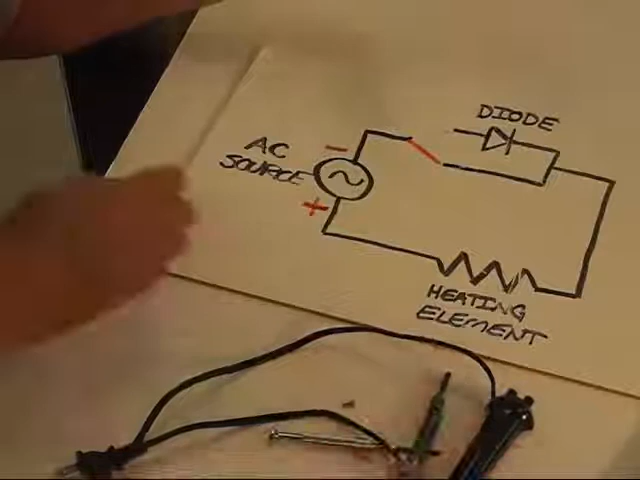 DIODE
AC
SOURCE
−
+
HEATING
ELEMENT